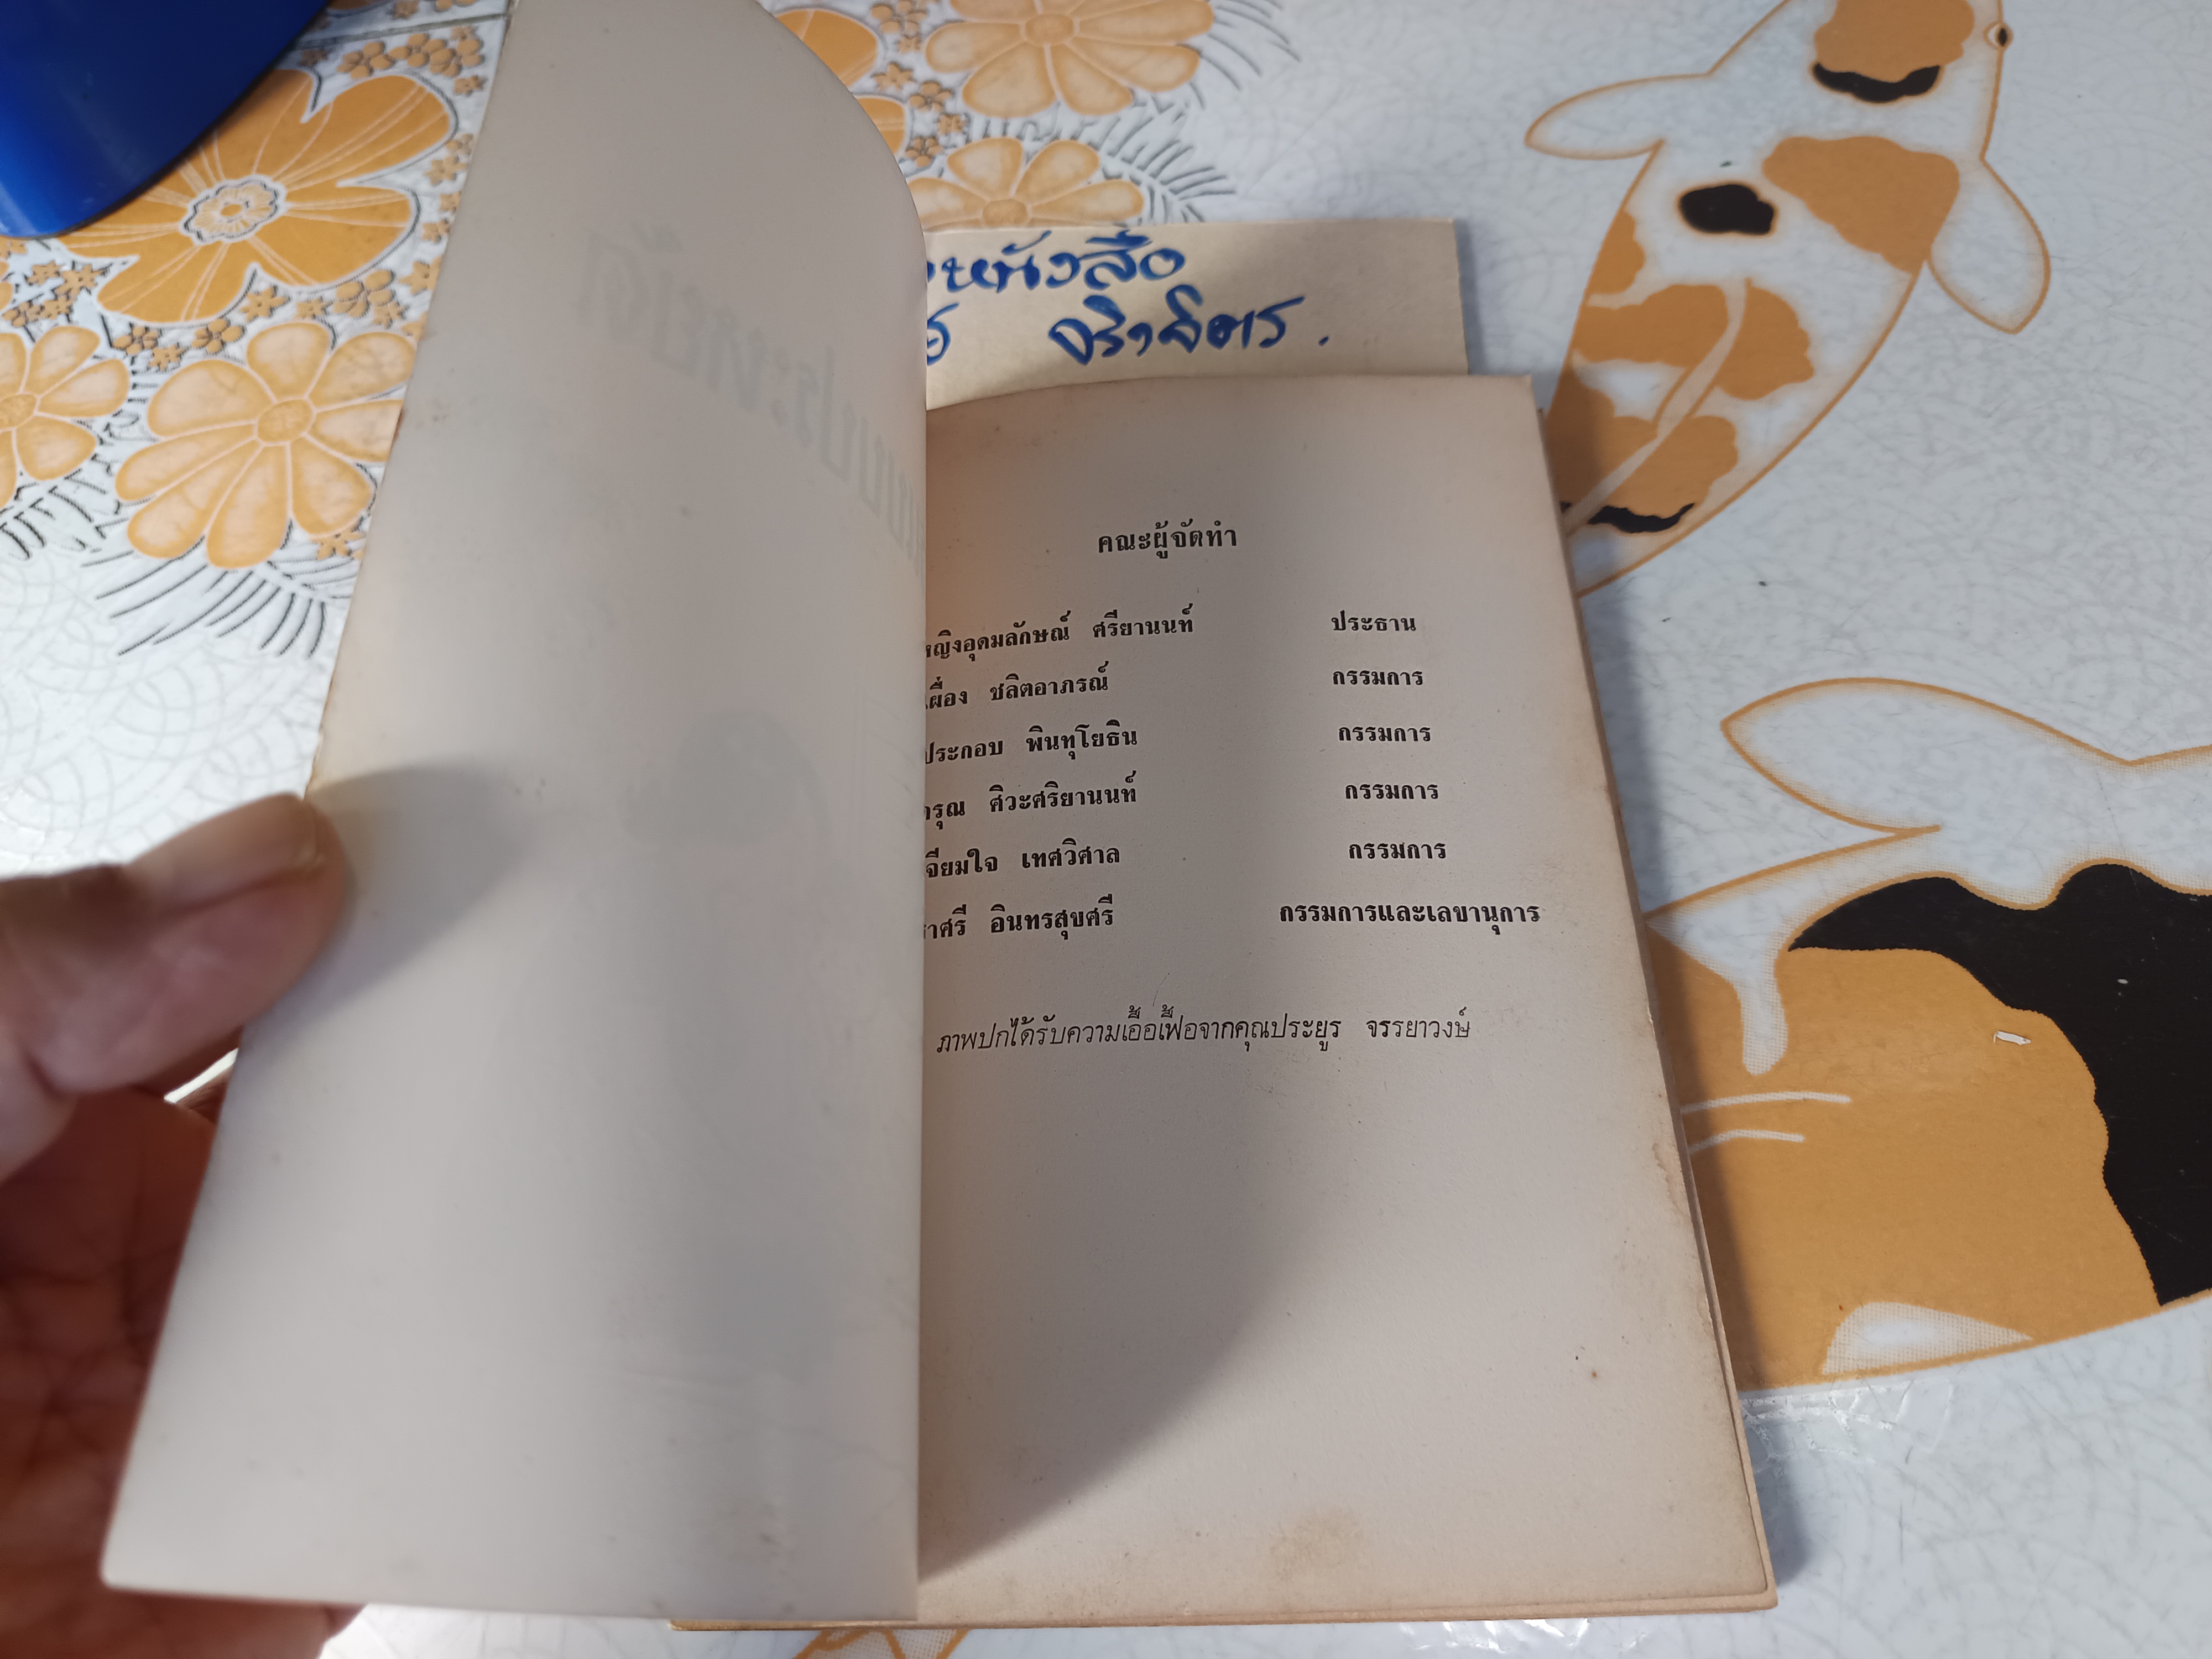 หนังสือ
จริงจิตร.
คณะผู้จัดทำ
หญิงอุดมลักษณ์ ศรียานนท์ ประธาน
เผื่อง ชลิตอาภรณ์ กรรมการ
ประกอบ พินทุโยธิน กรรมการ
ศิวะศริยานนท์ กรรมการ
เจียมใจ เทศวิศาล กรรมการ
อินทรสุขศรี กรรมการและเลขานุการ
ภาพปกได้รับความเอื้อเฟื้อจากคุณประยูร จรรยาวงษ์